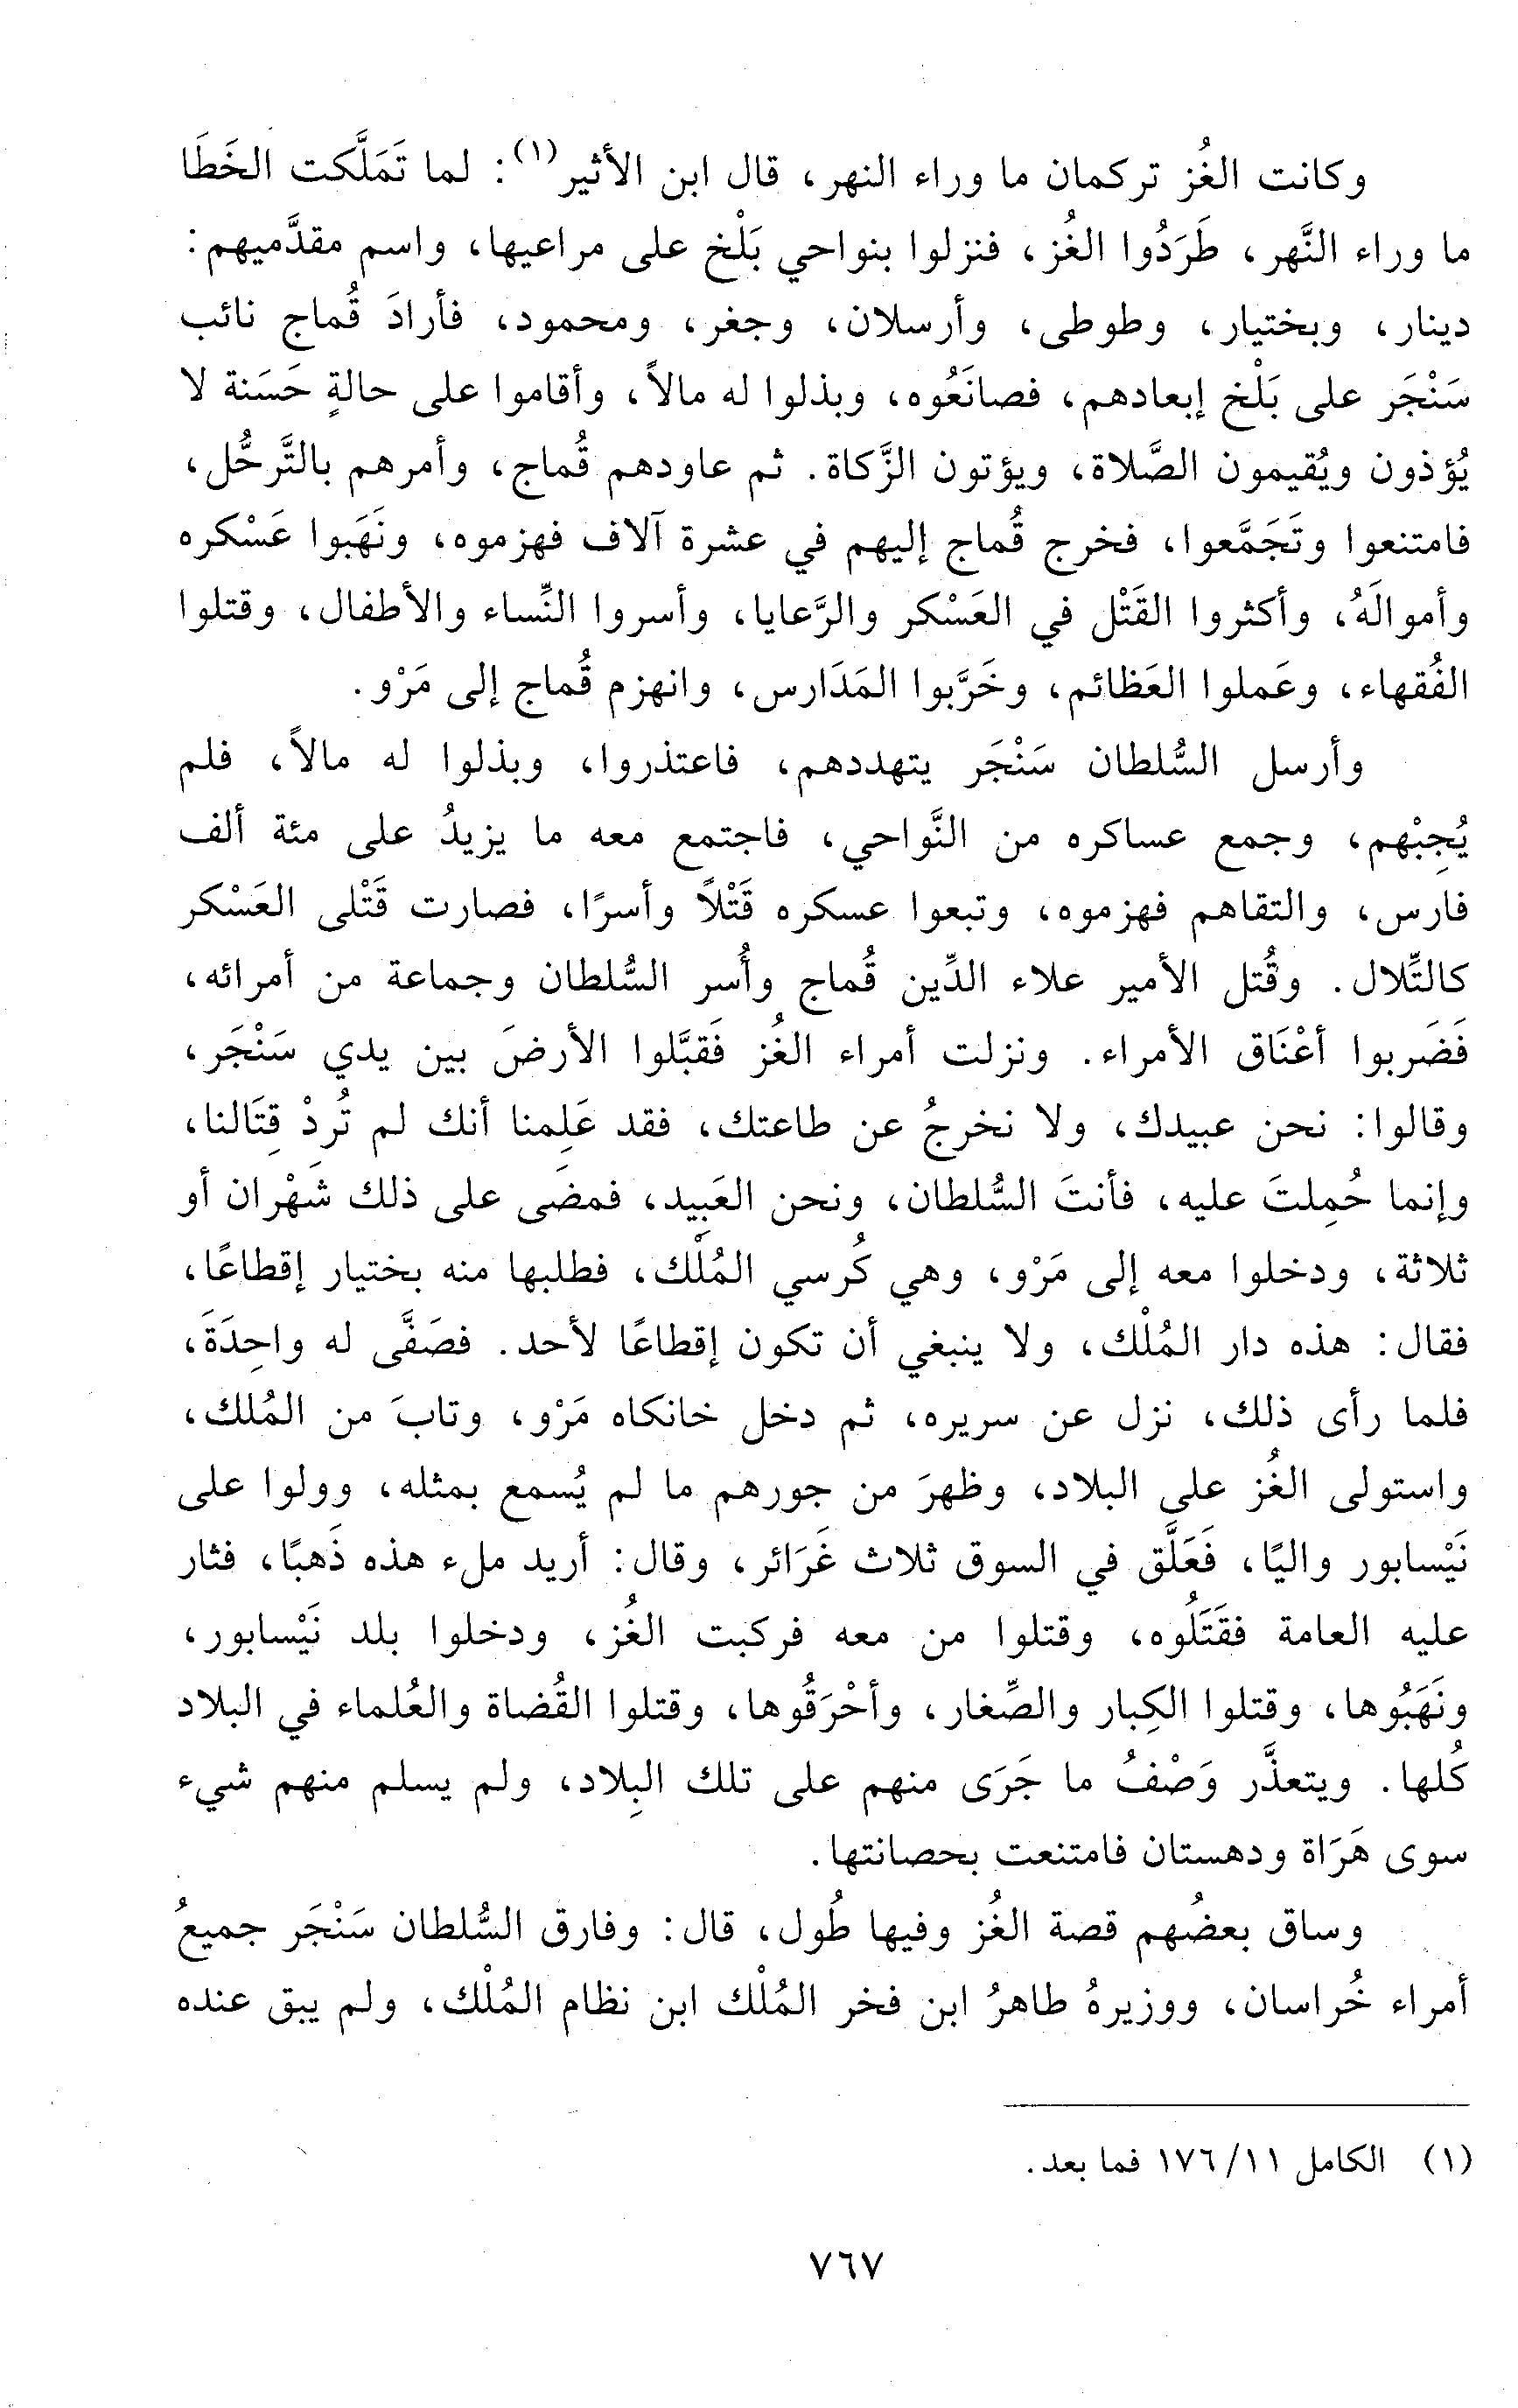 وكانت الغُز تركمان ما وراء النهر، قال ابن الأثير(١): لما تَمَلَّكت الخَطَا
ما وراء النَّهر، طَرَدُوا الغُز، فنزلوا بنواحي بَلْخ على مراعيها، واسم مقدَّميهم:
دينار، وبختيار، وطوطى، وأرسلان، وجغر، ومحمود، فأرادَ قُماج نائب
سَنْجَر على بَلْخ إبعادهم، فصانَعُوه، وبذلوا له مالاً، وأقاموا على حالةٍ حَسَنة لا
يُؤذون ويُقيمون الصَّلاة، ويؤتون الزَّكاة. ثم عاودهم قُماج، وأمرهم بالتَّرحُّل،
فامتنعوا وتَجَمَّعوا، فخرج قُماج إليهم في عشرة آلاف فهزموه، ونَهَبوا عَسْكره
وأموالَهُ، وأكثروا القَتْل في العَسْكر والرَّعايا، وأسروا النِّساء والأطفال، وقتلوا
الفُقهاء، وعَملوا العَظائم، وخَرَّبوا المَدَارس، وانهزم قُماج إلى مَرْو.
وأرسل السُّلطان سَنْجَر يتهددهم، فاعتذروا، وبذلوا له مالاً، فلم
يُجِبْهم، وجمع عساكره من النَّواحي، فاجتمع معه ما يزيدُ على مئة ألف
فارس، والتقاهم فهزموه، وتبعوا عسكره قَتْلاً وأسرًا، فصارت قَتْلى العَسْكر
كالتِّلال. وقُتل الأمير علاء الدِّين قُماج وأُسر السُّلطان وجماعة من أمرائه،
فَضَربوا أعْنَاق الأمراء. ونزلت أمراء الغُز فَقبَّلوا الأرضَ بين يدي سَنْجَر،
وقالوا: نحن عبيدك، ولا نخرجُ عن طاعتك، فقد عَلِمنا أنك لم تُردْ قِتَالنا،
وإنما حُمِلتَ عليه، فأنتَ السُّلطان، ونحن العَبِيد، فمضَى على ذلك شَهْران أو
ثلاثة، ودخلوا معه إلى مَرْو، وهي كُرسي المُلْك، فطلبها منه بختيار إقطاعًا،
فقال: هذه دار المُلْك، ولا ينبغي أن تكون إقطاعًا لأحد. فصَفَّى له واحِدَةَ،
فلما رأى ذلك، نزل عن سريره، ثم دخل خانكاه مَرْو، وتابَ من المُلك،
واستولى الغُز على البلاد، وظهرَ من جورهم ما لم يُسمع بمثله، وولوا على
نَيْسابور واليًا، فَعَلَّق في السوق ثلاث غَرَائر، وقال: أريد ملء هذه ذَهبًا، فثار
عليه العامة فقَتَلُوه، وقتلوا من معه فركبت الغُز، ودخلوا بلد نَيْسابور،
ونَهَبُوها، وقتلوا الكِبار والصِّغار، وأحْرَقُوها، وقتلوا القُضاة والعُلماء في البلاد
كُلها. ويتعذَّر وَصْفُ ما جَرَى منهم على تلك البِلاد، ولم يسلم منهم شيء
سوى هَرَاة ودهستان فامتنعت بحصانتها.
وساق بعضُهم قصة الغُز وفيها طُول، قال: وفارق السُّلطان سَنْجَر جميعُ
أمراء خُراسان، ووزيرهُ طاهرُ ابن فخر المُلْك ابن نظام المُلْك، ولم يبق عنده
(١) الكامل ١١/ ١٧٦ فما بعد.
٧٦٧